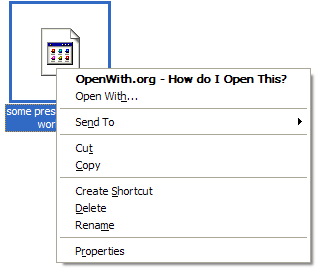 some pres
wor
OpenWith.org - How do I Open This?
Open With...
Send To
Cut
Copy
Create Shortcut
Delete
Rename
Properties